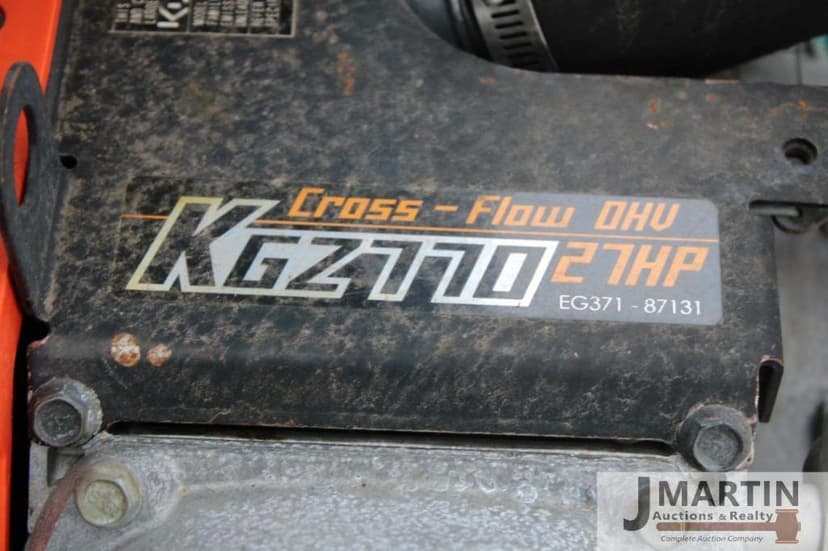 Cross - Flow OHV
KGZ770 27HP
EG371 - 87131
J MARTIN
Auctions & Realty
Complete Auction Company